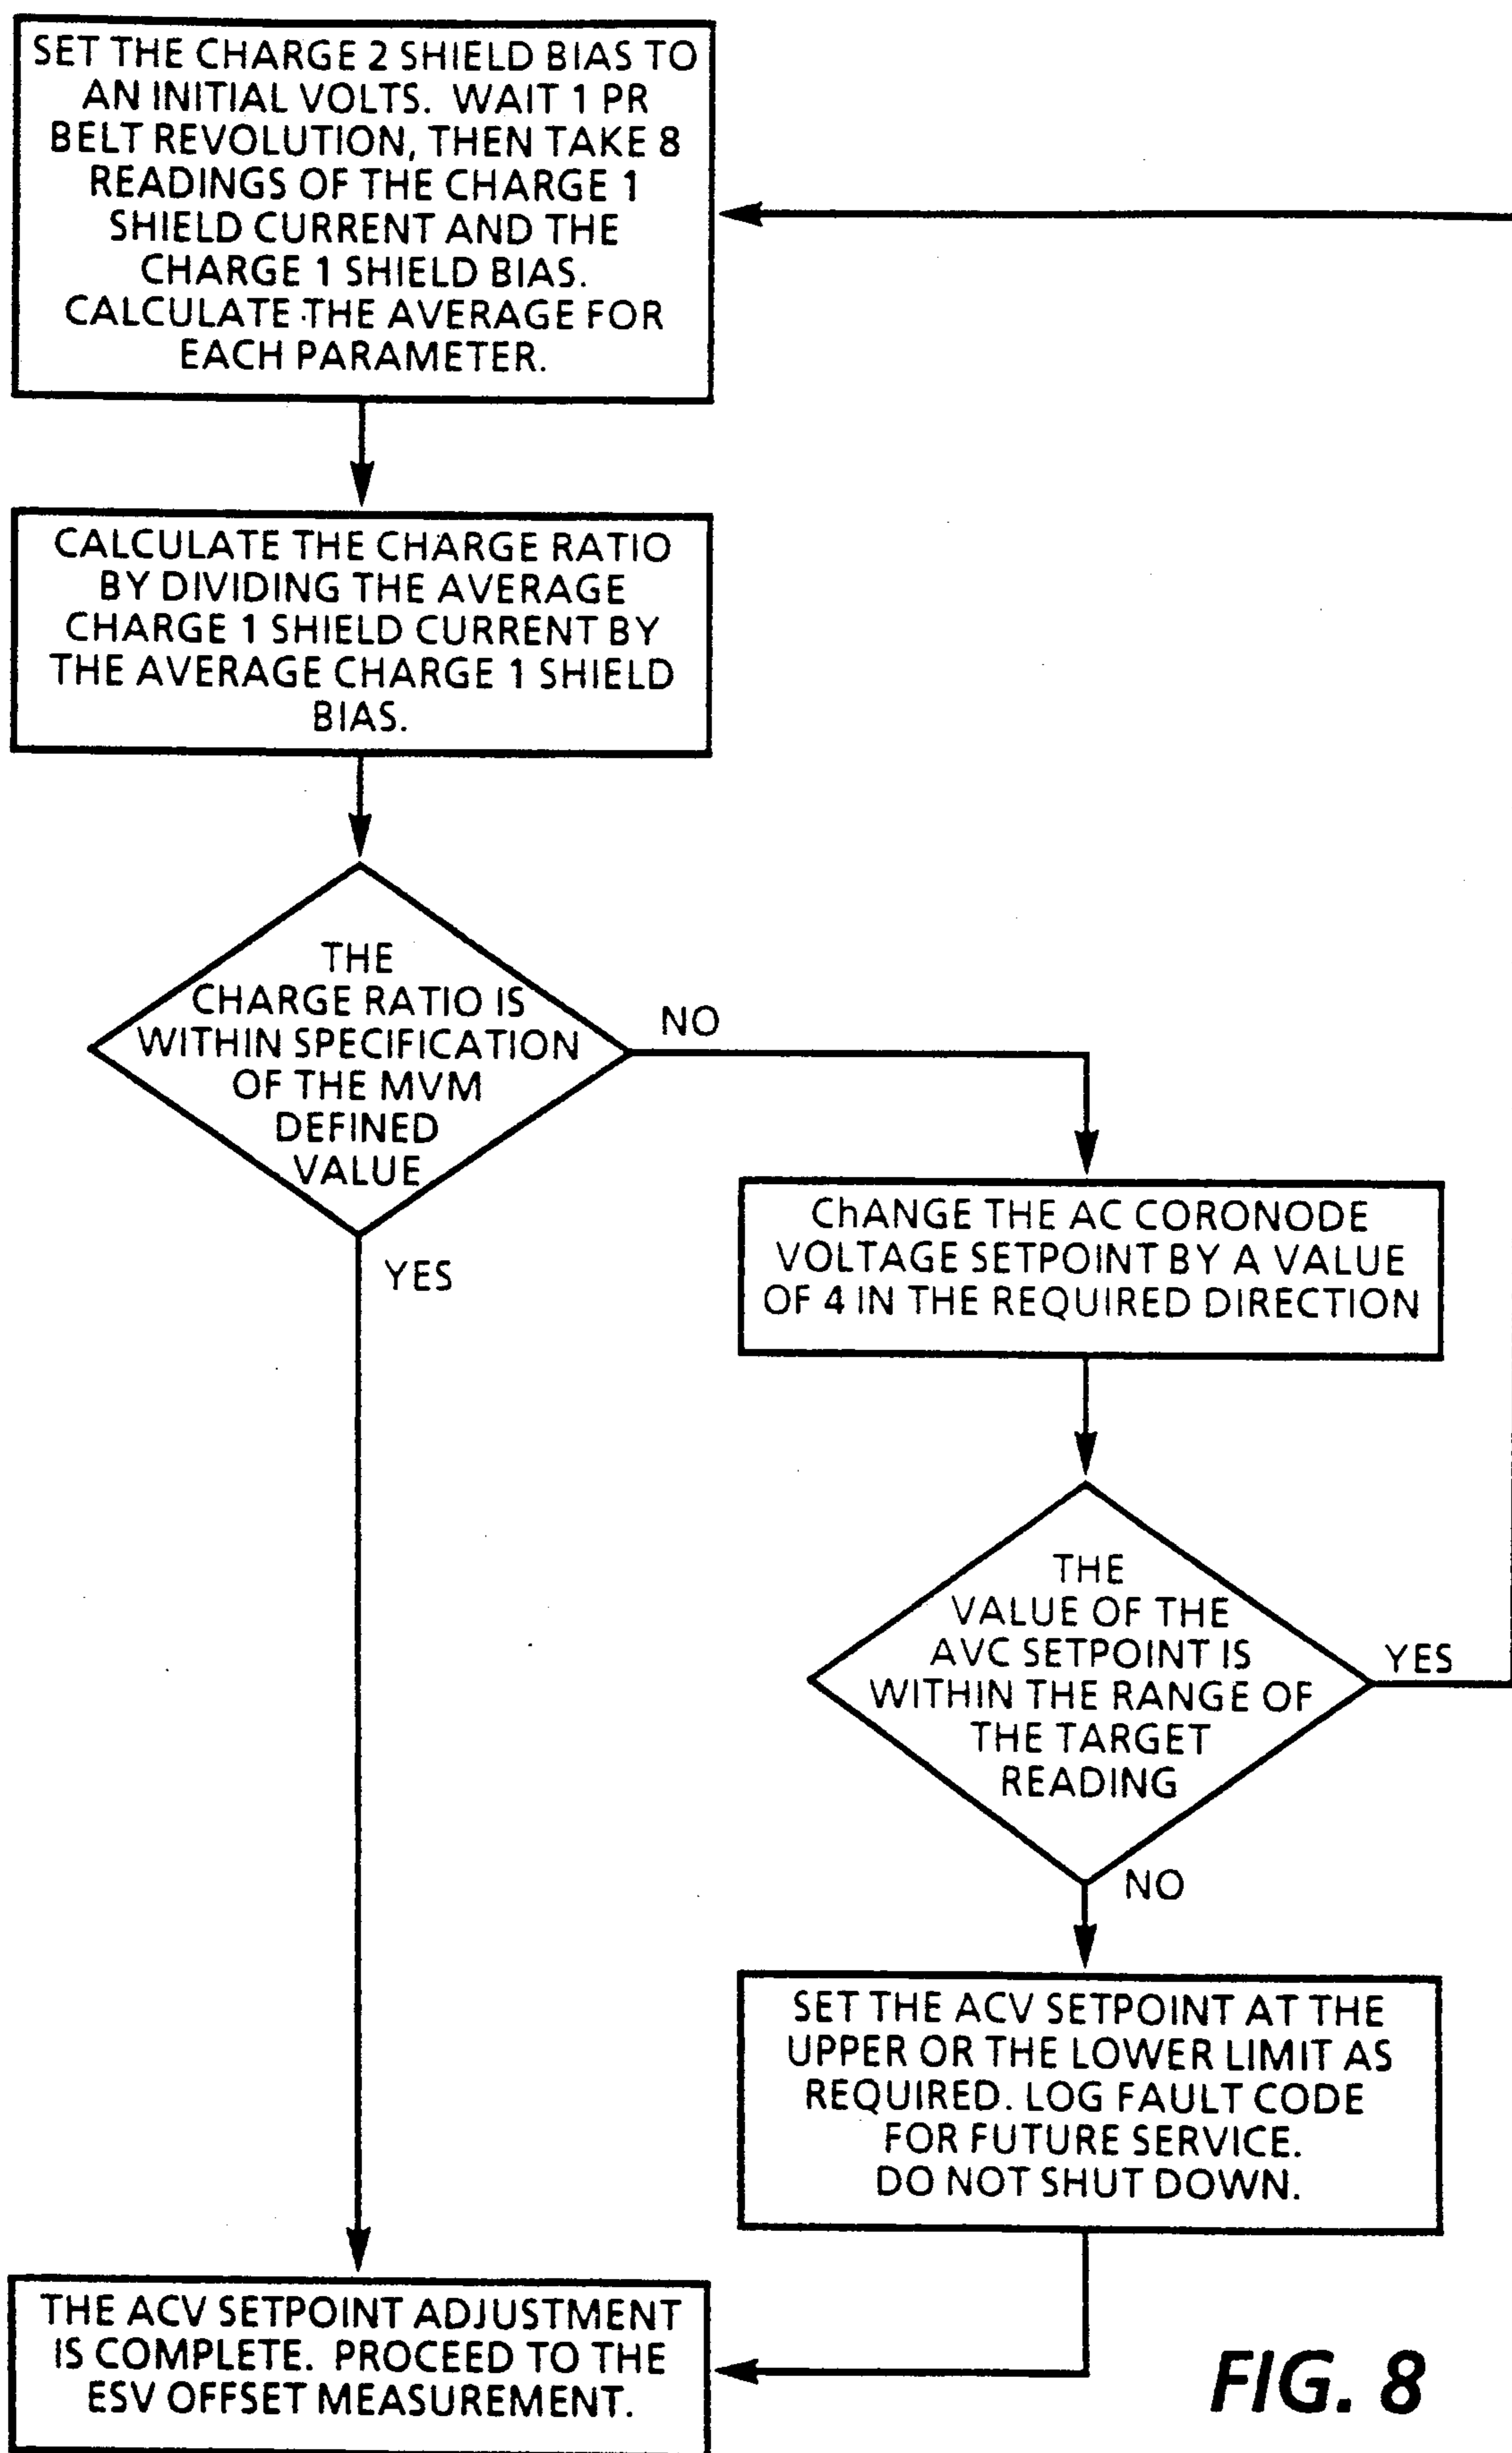 SET THE CHARGE 2 SHIELD BIAS TO
AN INITIAL VOLTS. WAIT 1 PR
BELT REVOLUTION, THEN TAKE 8
READINGS OF THE CHARGE 1
SHIELD CURRENT AND THE
CHARGE 1 SHIELD BIAS.
CALCULATE THE AVERAGE FOR
EACH PARAMETER.
CALCULATE THE CHARGE RATIO
BY DIVIDING THE AVERAGE
CHARGE 1 SHIELD CURRENT BY
THE AVERAGE CHARGE 1 SHIELD
BIAS.
THE
CHARGE RATIO IS
WITHIN SPECIFICATION
OF THE MVM
DEFINED
VALUE
NO
YES
ChANGE THE AC CORONODE
VOLTAGE SETPOINT BY A VALUE
OF 4 IN THE REQUIRED DIRECTION
THE
VALUE OF THE
AVC SETPOINT IS
WITHIN THE RANGE OF
THE TARGET
READING
YES
NO
SET THE ACV SETPOINT AT THE
UPPER OR THE LOWER LIMIT AS
REQUIRED. LOG FAULT CODE
FOR FUTURE SERVICE.
DO NOT SHUT DOWN.
THE ACV SETPOINT ADJUSTMENT
IS COMPLETE. PROCEED TO THE
ESV OFFSET MEASUREMENT.
FIG. 8